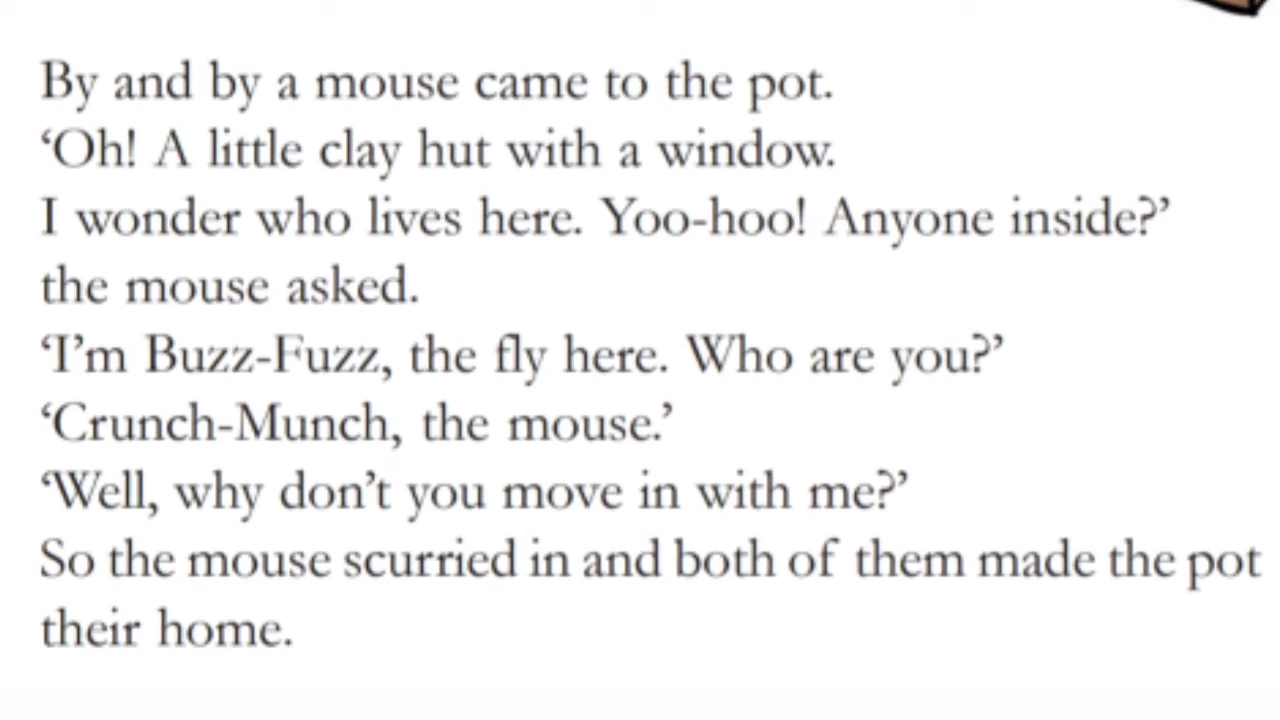 By and by a mouse came to the pot.
‘Oh! A little clay hut with a window.
I wonder who lives here. Yoo-hoo! Anyone inside?’
the mouse asked.
‘I’m Buzz-Fuzz, the fly here. Who are you?’
‘Crunch-Munch, the mouse.’
‘Well, why don’t you move in with me?’
So the mouse scurried in and both of them made the pot
their home.